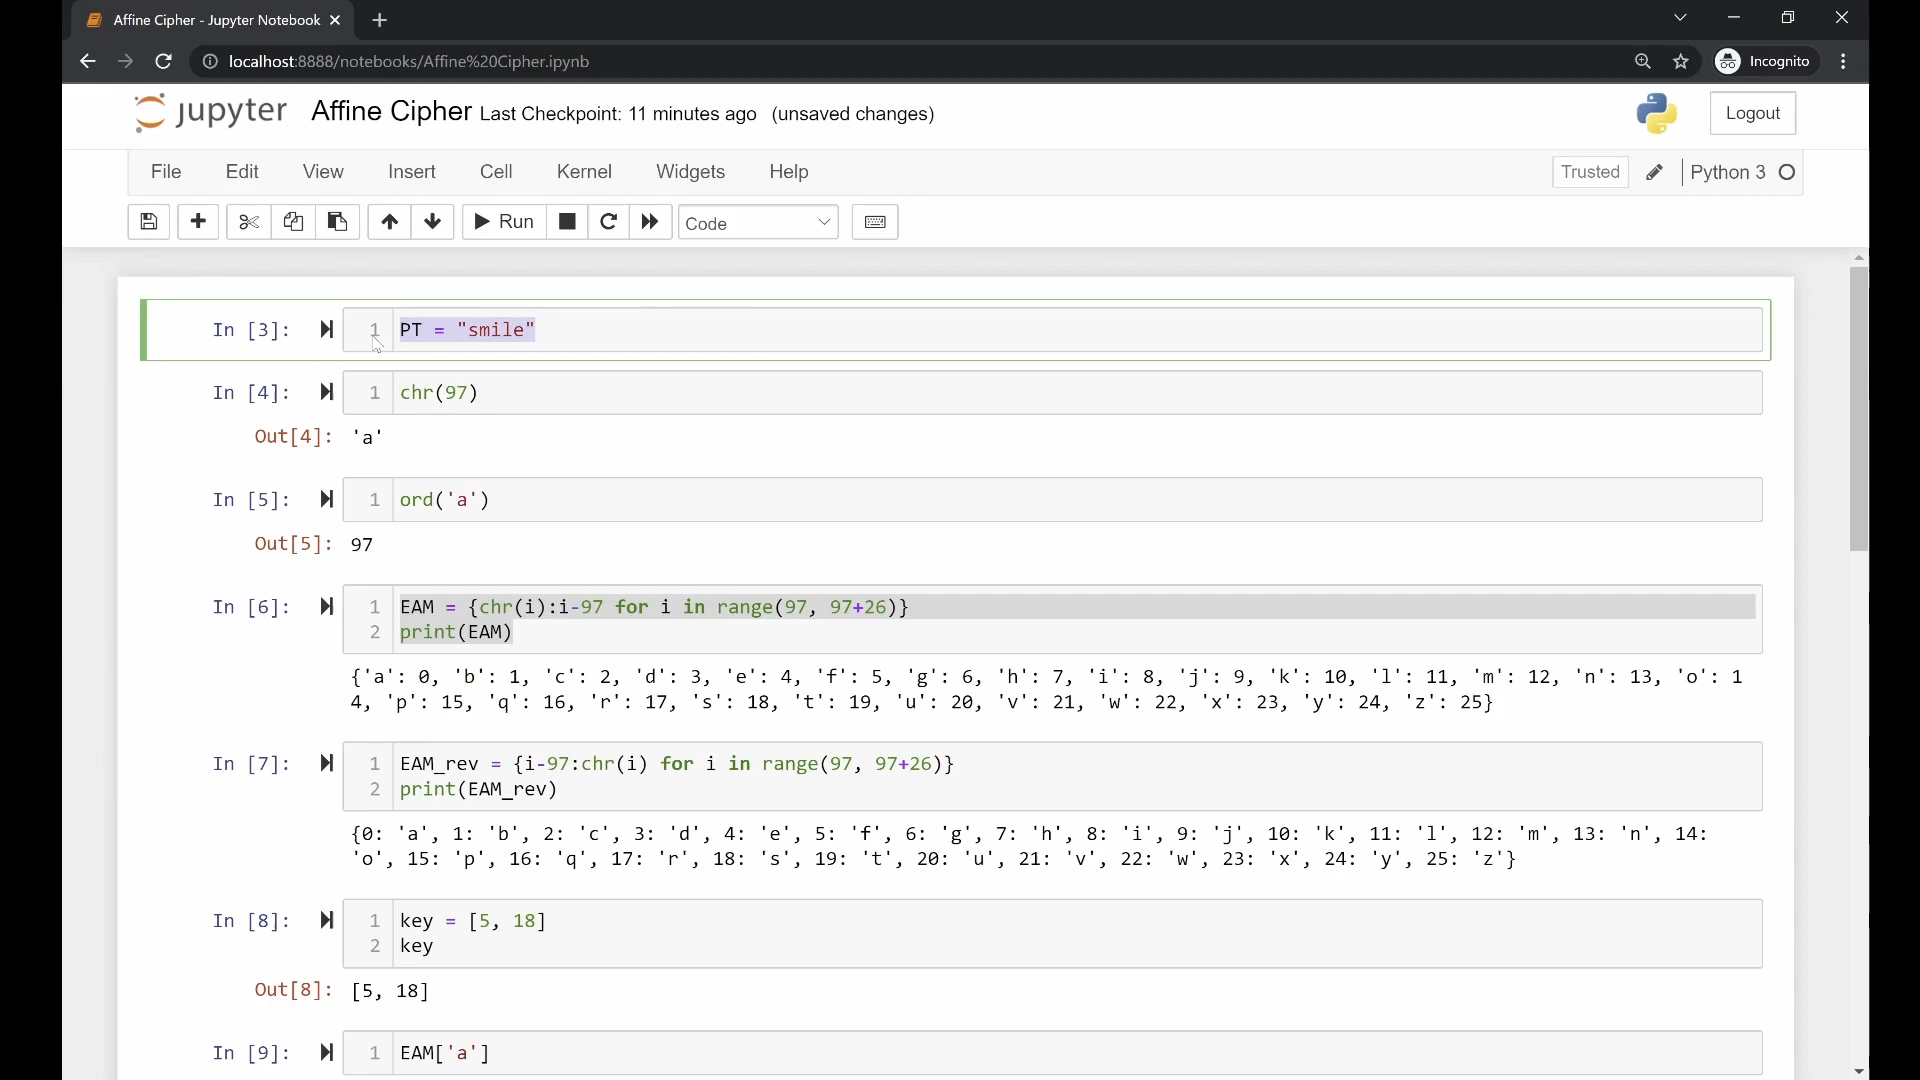 Affine Cipher - Jupyter Notebook
localhost:8888/notebooks/Affine%20Cipher.ipynb
Incognito
jupyter Affine Cipher Last Checkpoint: 11 minutes ago (unsaved changes)
Logout
File Edit View Insert Cell Kernel Widgets Help
Trusted Python 3
Run Code
In [3]: 1 PT = "smile"
In [4]: 1 chr(97)
Out[4]: 'a'
In [5]: 1 ord('a')
Out[5]: 97
In [6]: 1 EAM = {chr(i):i-97 for i in range(97, 97+26)}
2 print(EAM)
{'a': 0, 'b': 1, 'c': 2, 'd': 3, 'e': 4, 'f': 5, 'g': 6, 'h': 7, 'i': 8, 'j': 9, 'k': 10, 'l': 11, 'm': 12, 'n': 13, 'o': 1
4, 'p': 15, 'q': 16, 'r': 17, 's': 18, 't': 19, 'u': 20, 'v': 21, 'w': 22, 'x': 23, 'y': 24, 'z': 25}
In [7]: 1 EAM_rev = {i-97:chr(i) for i in range(97, 97+26)}
2 print(EAM_rev)
{0: 'a', 1: 'b', 2: 'c', 3: 'd', 4: 'e', 5: 'f', 6: 'g', 7: 'h', 8: 'i', 9: 'j', 10: 'k', 11: 'l', 12: 'm', 13: 'n', 14:
'o', 15: 'p', 16: 'q', 17: 'r', 18: 's', 19: 't', 20: 'u', 21: 'v', 22: 'w', 23: 'x', 24: 'y', 25: 'z'}
In [8]: 1 key = [5, 18]
2 key
Out[8]: [5, 18]
In [9]: 1 EAM['a']